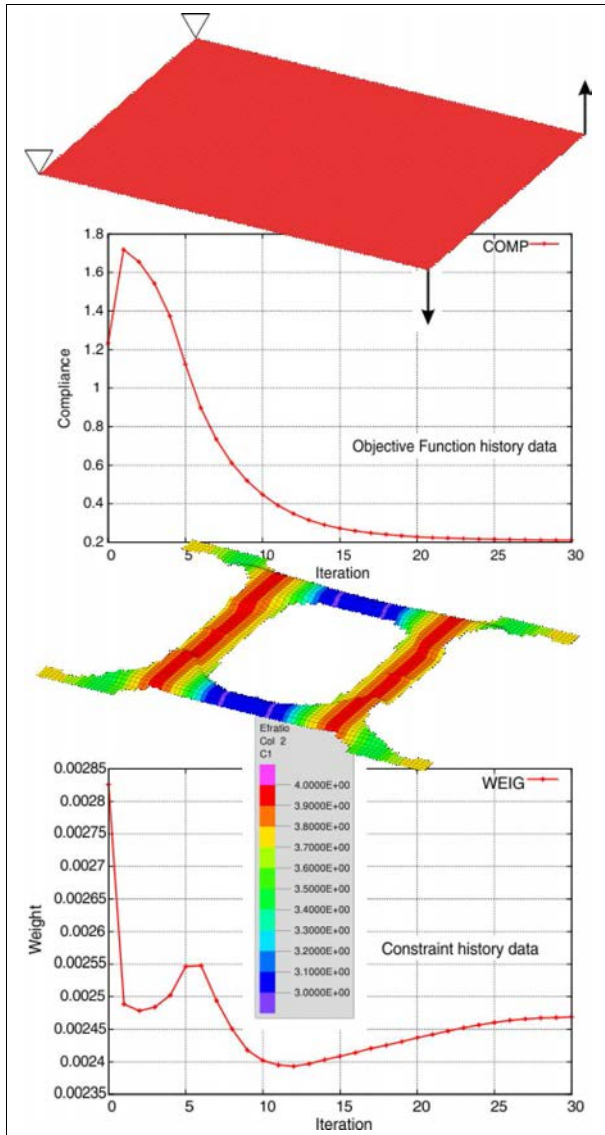 1.8
COMP
1.6
1.4
1.2
1
0.8
0.6
0.4
0.2
Compliance
Objective Function history data
0 5 10 15 20 25 30
Iteration
Efratio
Col 2
C1
4.0000E+00
3.9000E+00
3.8000E+00
3.7000E+00
3.6000E+00
3.5000E+00
3.4000E+00
3.3000E+00
3.2000E+00
3.1000E+00
3.0000E+00
0.00285
WEIG
0.0028
0.00275
0.0027
0.00265
0.0026
0.00255
0.0025
0.00245
0.0024
0.00235
Weight
Constraint history data
0 5 10 15 20 25 30
Iteration